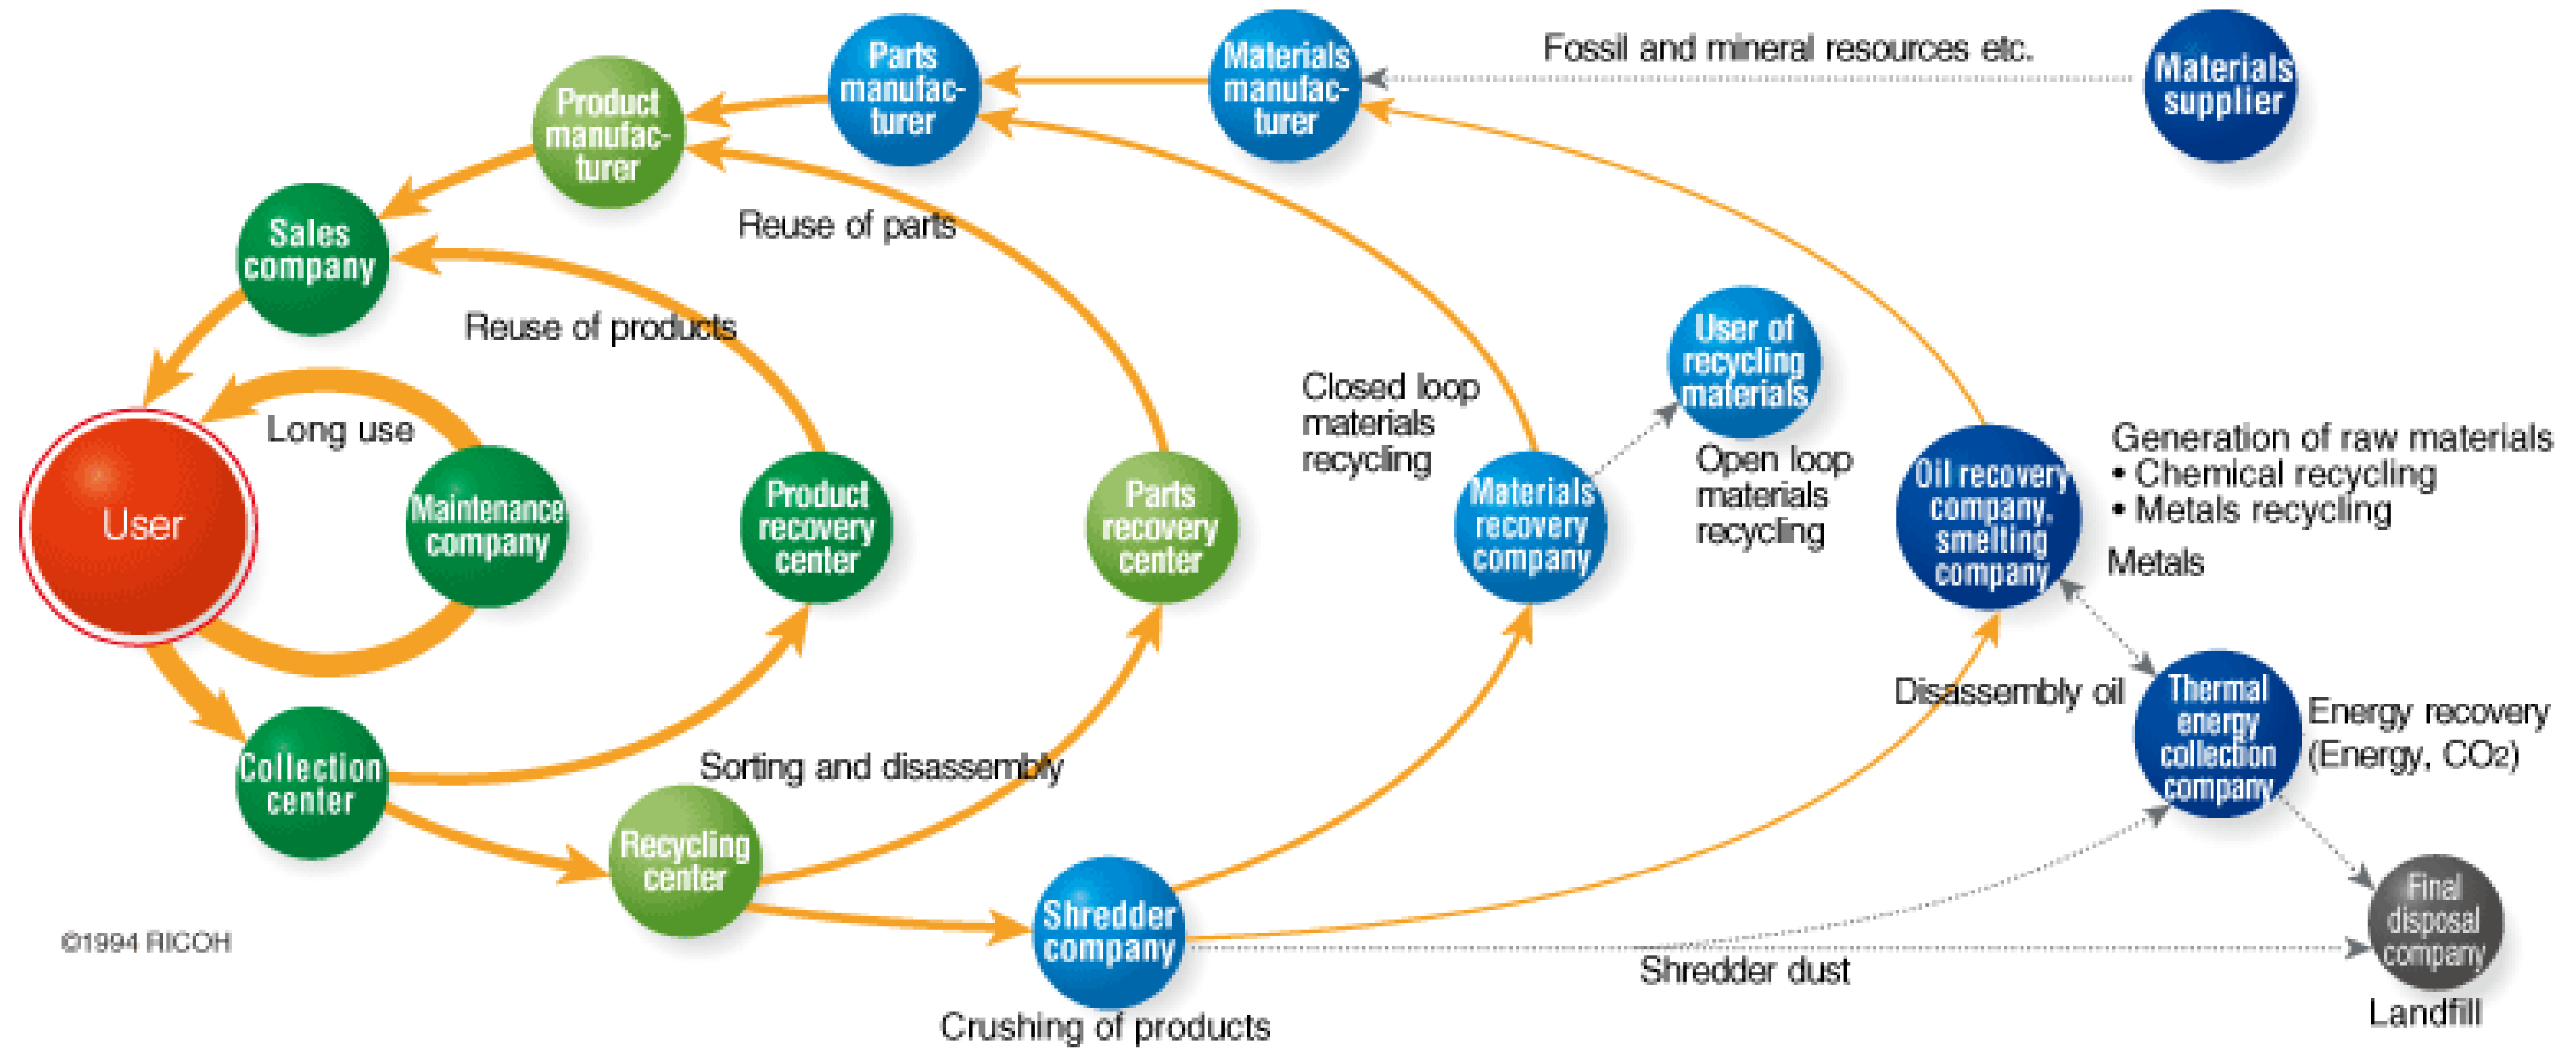 Parts
manufac-
turer
Materials
manufac-
turer
Fossil and mineral resources etc.
Materials
supplier
Product
manufac-
turer
Sales
company
Reuse of parts
Reuse of products
Long use
User
Maintenance
company
Product
recovery
center
Parts
recovery
center
Closed loop
materials
recycling
Materials
recovery
company
User of
recycling
materials
Open loop
materials
recycling
Oil recovery
company,
smelting
company
Generation of raw materials
• Chemical recycling
• Metals recycling
Metals
Disassembly oil
Thermal
energy
collection
company
Energy recovery
(Energy, CO2)
Collection
center
Sorting and disassembly
Recycling
center
Shredder
company
Crushing of products
Shredder dust
Final
disposal
company
Landfill
©1994 RICOH